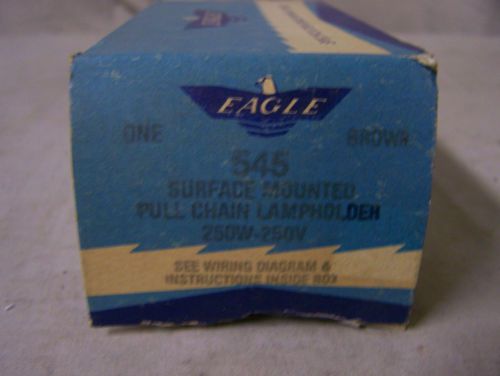 EAGLE
ONE BROWN
545
SURFACE MOUNTED
PULL CHAIN LAMPHOLDER
250W-250V
SEE WIRING DIAGRAM &
INSTRUCTIONS INSIDE BOX